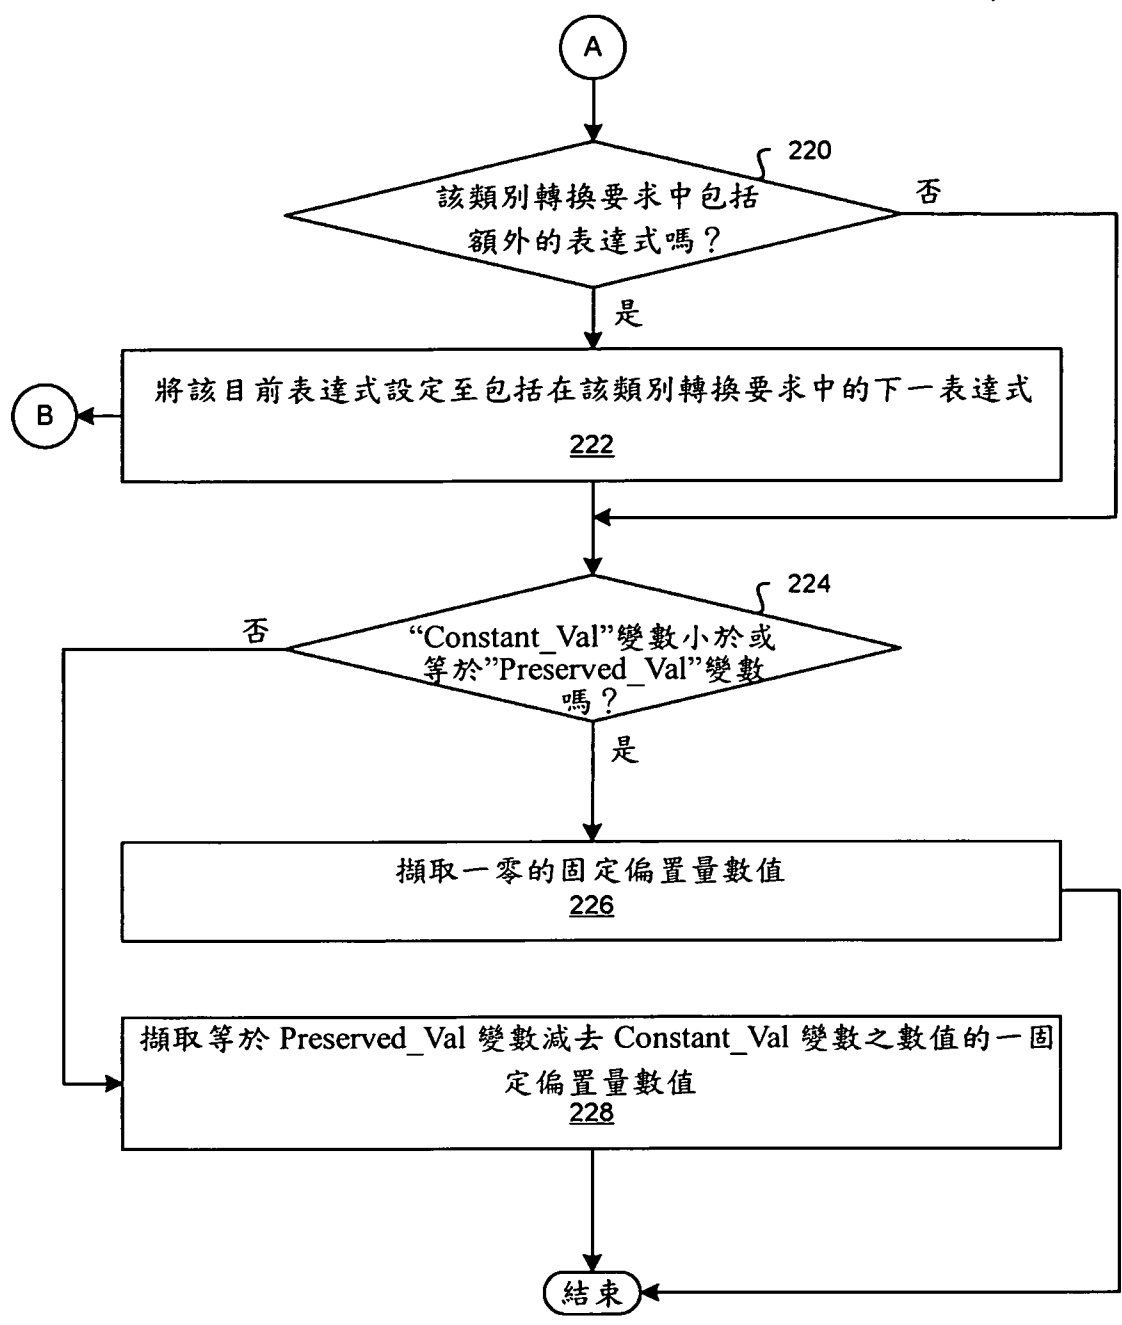 A
220
該類別轉換要求中包括
額外的表達式嗎？
否
是
將該目前表達式設定至包括在該類別轉換要求中的下一表達式
222
B
224
“Constant_Val”變數小於或
等於”Preserved_Val”變數
嗎？
否
是
擷取一零的固定偏置量數值
226
擷取等於 Preserved_Val 變數減去 Constant_Val 變數之數值的一固
定偏置量數值
228
結束